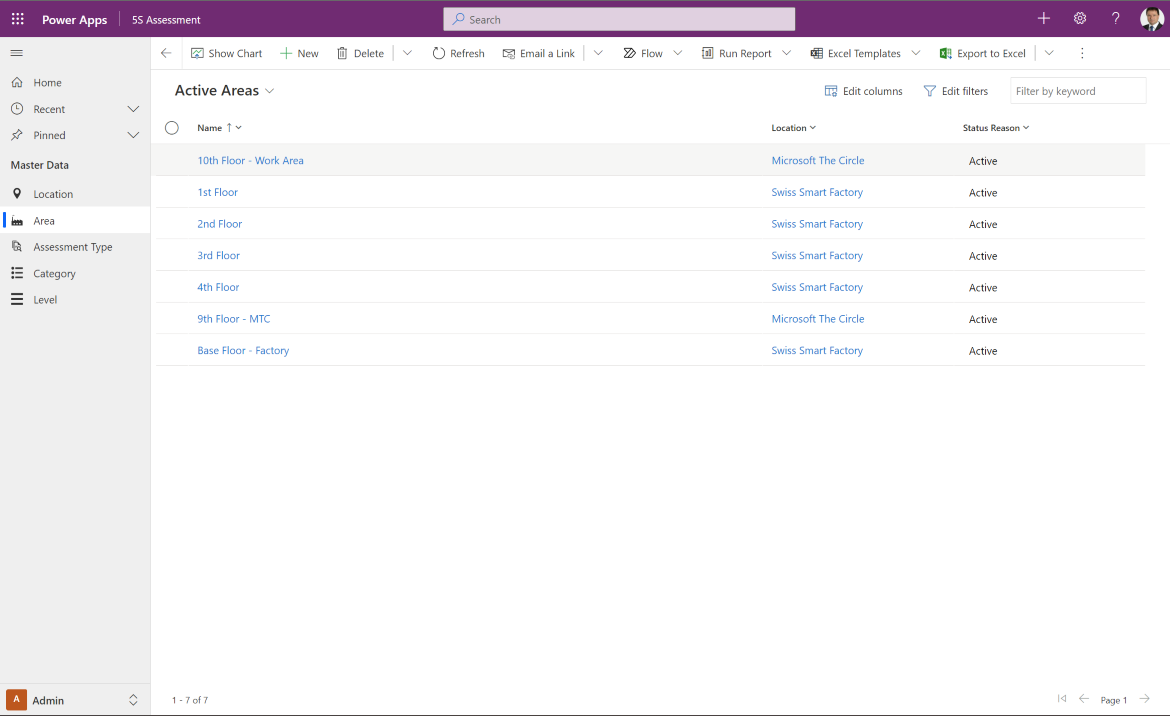 Power Apps 5S Assessment Search ?
Show Chart New Delete Refresh Email a Link Flow Run Report Excel Templates Export to Excel
Home
Recent
Pinned
Master Data
Location
Area
Assessment Type
Category
Level
Active Areas Edit columns Edit filters Filter by keyword
Name ↑ Location Status Reason
10th Floor - Work Area Microsoft The Circle Active
1st Floor Swiss Smart Factory Active
2nd Floor Swiss Smart Factory Active
3rd Floor Swiss Smart Factory Active
4th Floor Swiss Smart Factory Active
9th Floor - MTC Microsoft The Circle Active
Base Floor - Factory Swiss Smart Factory Active
A Admin
1 - 7 of 7 Page 1